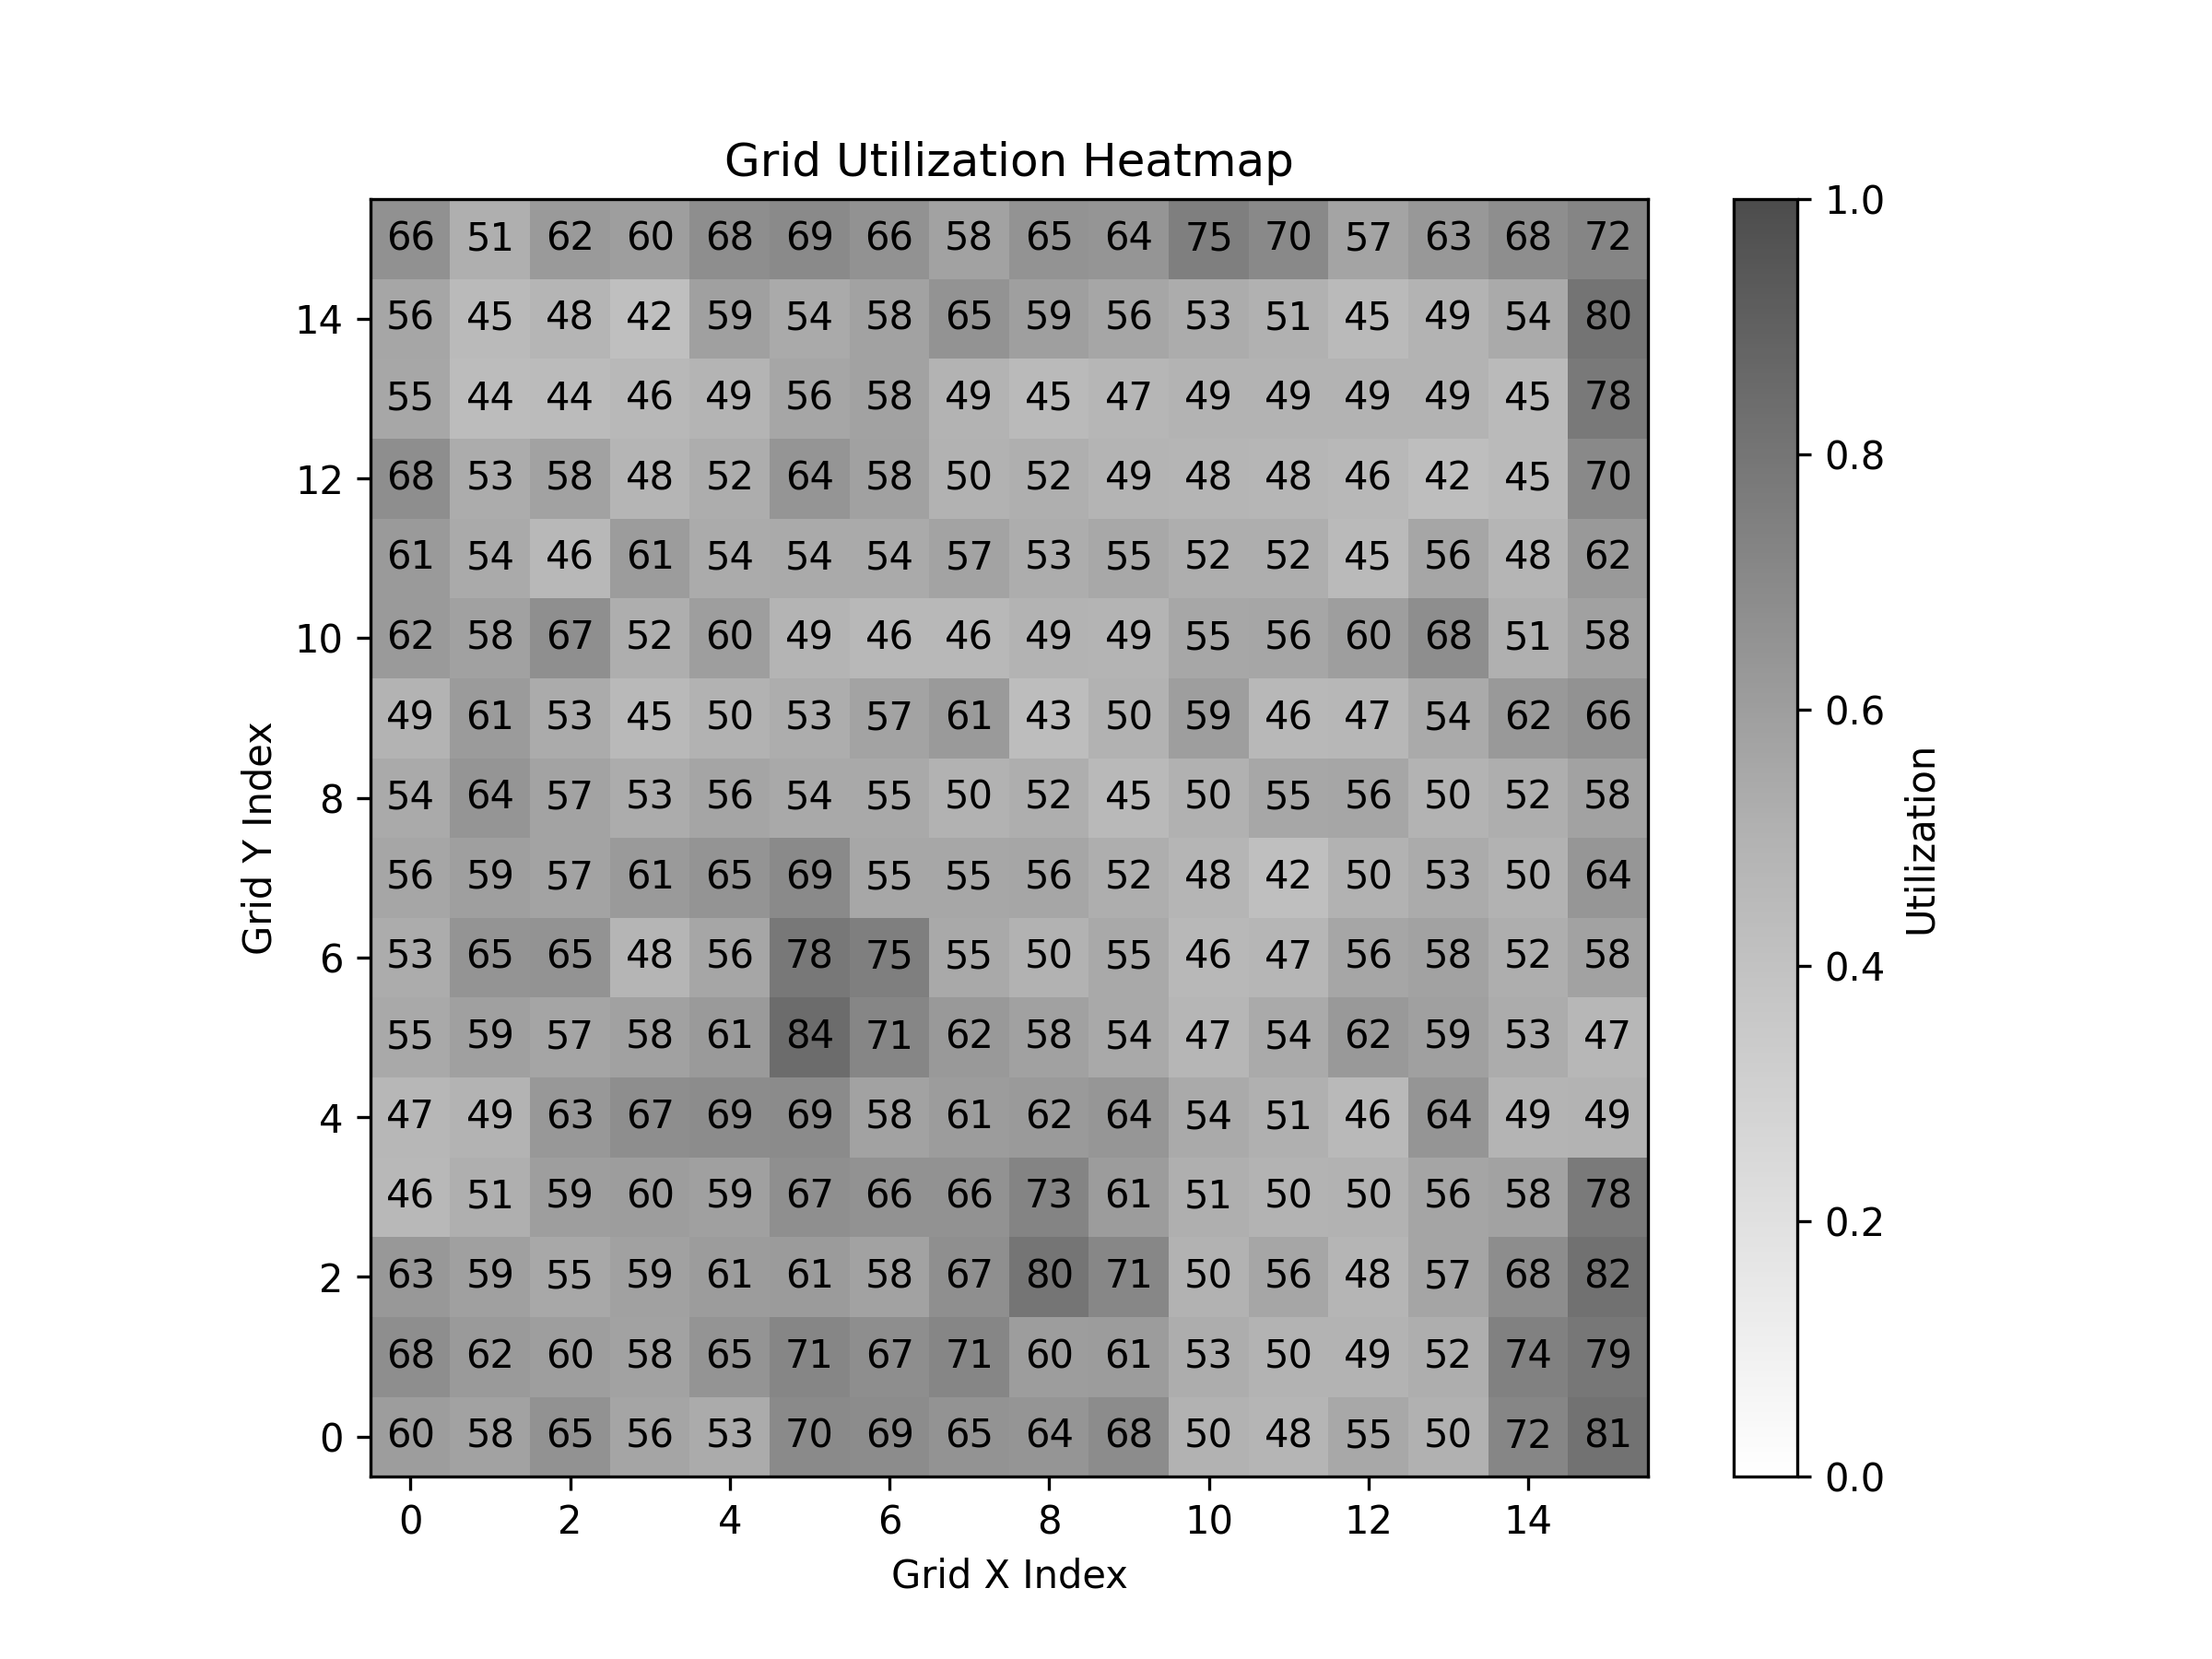 Grid Utilization Heatmap
66 51 62 60 68 69 66 58 65 64 75 70 57 63 68 72 1.0
14 56 45 48 42 59 54 58 65 59 56 53 51 45 49 54 80
55 44 44 46 49 56 58 49 45 47 49 49 49 49 45 78
12 68 53 58 48 52 64 58 50 52 49 48 48 46 42 45 70 0.8
61 54 46 61 54 54 54 57 53 55 52 52 45 56 48 62
10 62 58 67 52 60 49 46 46 49 49 55 56 60 68 51 58
49 61 53 45 50 53 57 61 43 50 59 46 47 54 62 66 0.6
8 54 64 57 53 56 54 55 50 52 45 50 55 56 50 52 58
56 59 57 61 65 69 55 55 56 52 48 42 50 53 50 64
6 53 65 65 48 56 78 75 55 50 55 46 47 56 58 52 58 0.4
55 59 57 58 61 84 71 62 58 54 47 54 62 59 53 47
4 47 49 63 67 69 69 58 61 62 64 54 51 46 64 49 49
46 51 59 60 59 67 66 66 73 61 51 50 50 56 58 78 0.2
2 63 59 55 59 61 61 58 67 80 71 50 56 48 57 68 82
68 62 60 58 65 71 67 71 60 61 53 50 49 52 74 79
0 60 58 65 56 53 70 69 65 64 68 50 48 55 50 72 81 0.0
0 2 4 6 8 10 12 14
Grid X Index
Grid Y Index
Utilization